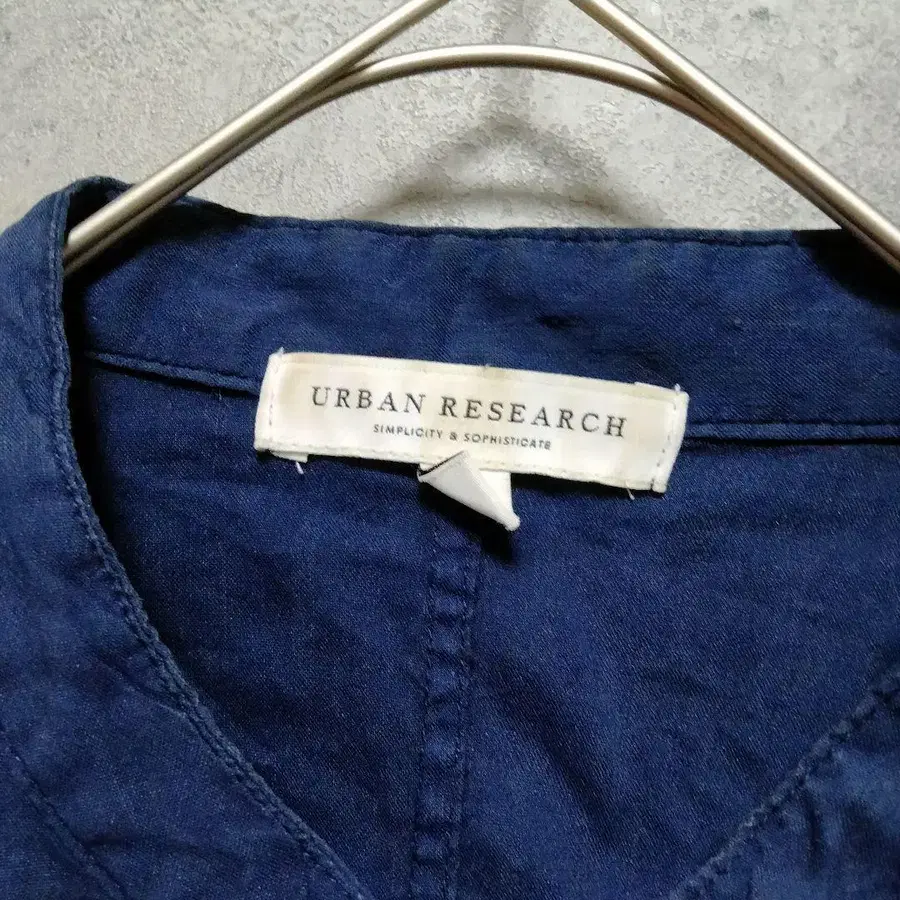 URBAN RESEARCH
SIMPLICITY & SOPHISTICATE